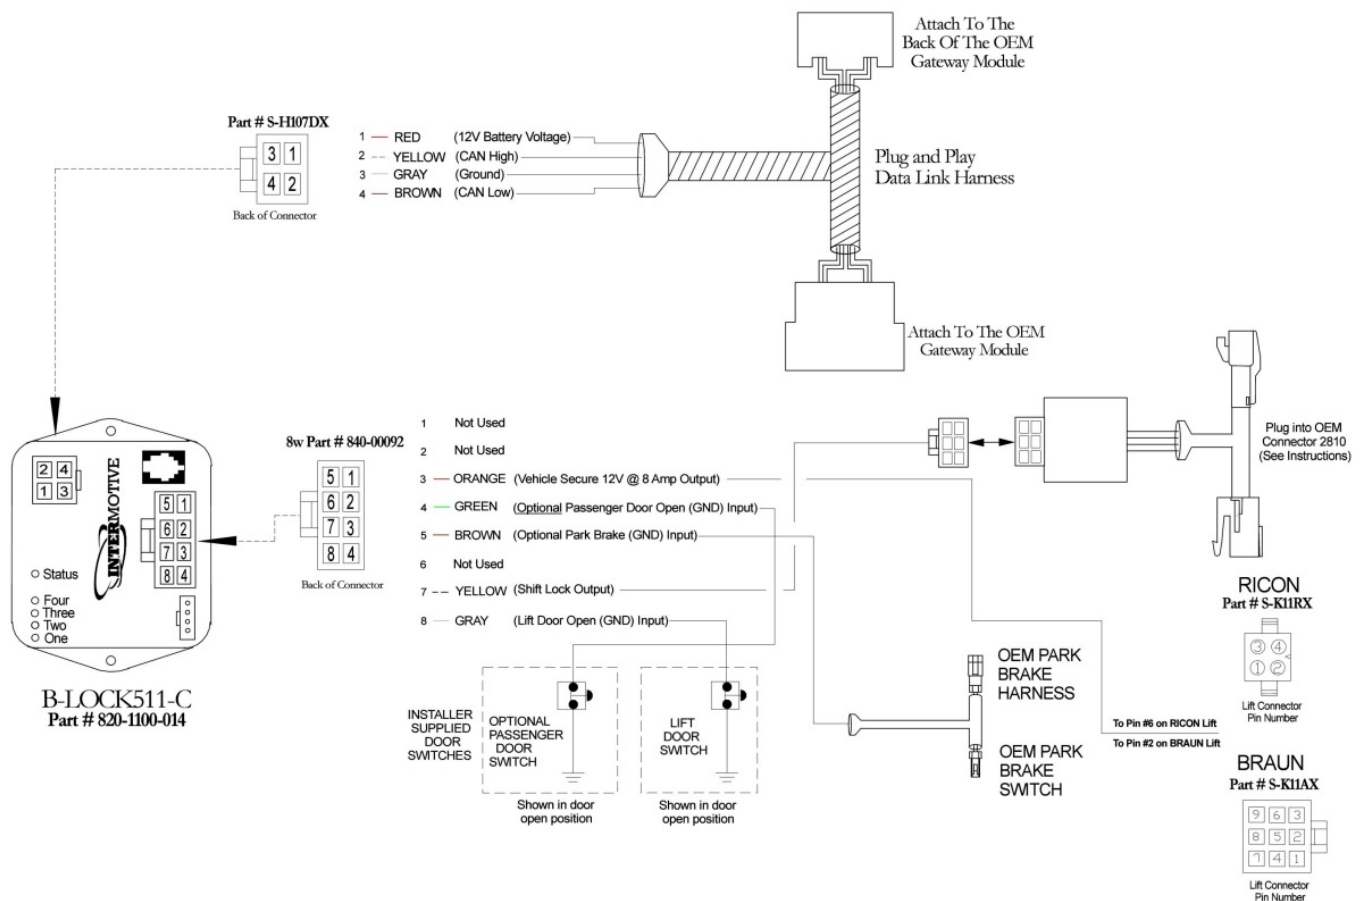 Attach To The
Back Of The OEM
Gateway Module
Part # S-H107DX
3 1
4 2
Back of Connector
1 RED (12V Battery Voltage)
2 YELLOW (CAN High)
3 GRAY (Ground)
4 BROWN (CAN Low)
Plug and Play
Data Link Harness
Attach To The OEM
Gateway Module
8w Part # 840-00092
5 1
6 2
7 3
8 4
Back of Connector
1 Not Used
2 Not Used
3 ORANGE (Vehicle Secure 12V @ 8 Amp Output)
4 GREEN (Optional Passenger Door Open (GND) Input)
5 BROWN (Optional Park Brake (GND) Input)
6 Not Used
7 YELLOW (Shift Lock Output)
8 GRAY (Lift Door Open (GND) Input)
Plug into OEM
Connector 2810
(See Instructions)
2 4
1 3
INTERMOTIVE
5 1
6 2
7 3
8 4
Status
Four
Three
Two
One
B-LOCK511-C
Part # 820-1100-014
INSTALLER
SUPPLIED
DOOR
SWITCHES
OPTIONAL
PASSENGER
DOOR
SWITCH
Shown in door
open position
LIFT
DOOR
SWITCH
Shown in door
open position
OEM PARK
BRAKE
HARNESS
OEM PARK
BRAKE
SWITCH
To Pin #6 on RICON Lift
To Pin #2 on BRAUN Lift
RICON
Part # S-K11RX
3 4
1 2
Lift Connector
Pin Number
BRAUN
Part # S-K11AX
9 6 3
8 5 2
7 4 1
Lift Connector
Pin Number